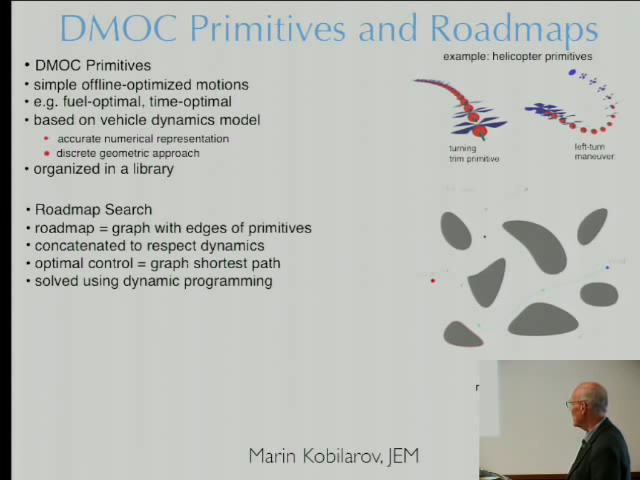 DMOC Primitives and Roadmaps
• DMOC Primitives
• simple offline-optimized motions
• e.g. fuel-optimal, time-optimal
• based on vehicle dynamics model
• accurate numerical representation
• discrete geometric approach
• organized in a library
example: helicopter primitives
turning
trim primitive
left-turn
maneuver
• Roadmap Search
• roadmap = graph with edges of primitives
• concatenated to respect dynamics
• optimal control = graph shortest path
• solved using dynamic programming
r
Marin Kobilarov, JEM